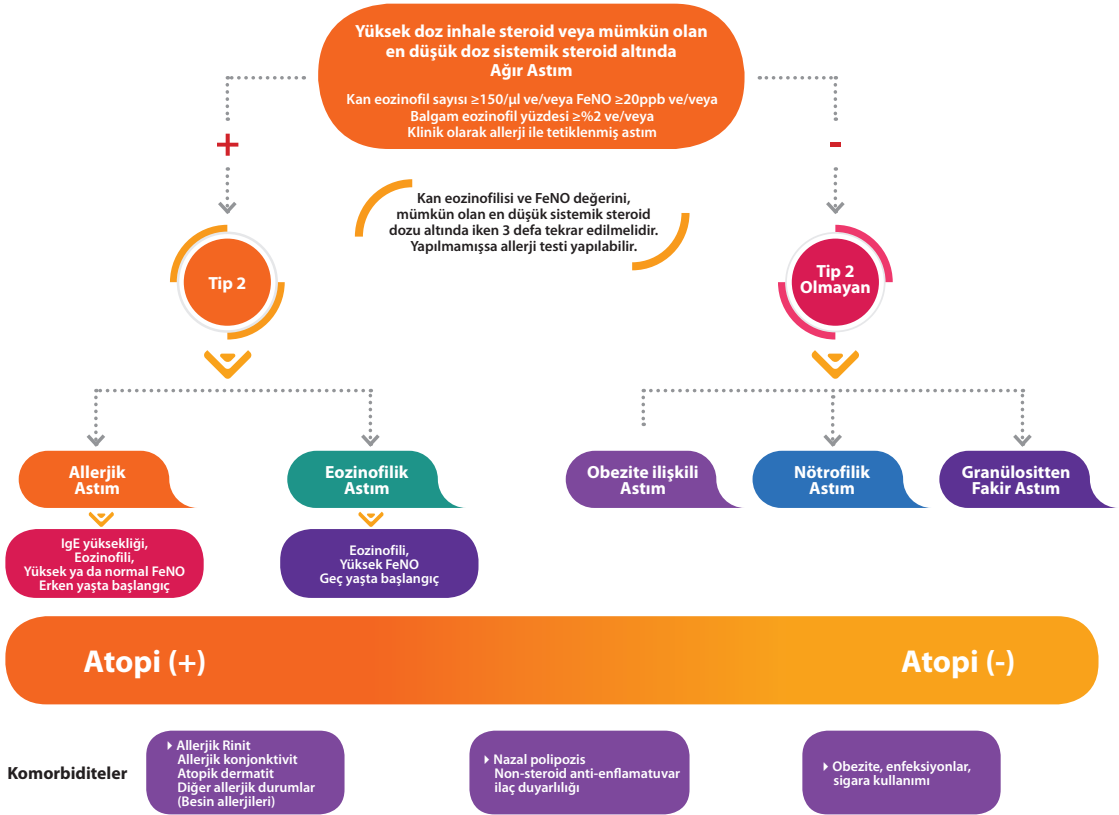 Yüksek doz inhale steroid veya mümkün olan
en düşük doz sistemik steroid altında
Ağır Astım
Kan eozinofil sayısı ≥150/µl ve/veya FeNO ≥20ppb ve/veya
Balgam eozinofil yüzdesi ≥%2 ve/veya
Klinik olarak allerji ile tetiklenmiş astım
+
-
Kan eozinofilisi ve FeNO değerini,
mümkün olan en düşük sistemik steroid
dozu altında iken 3 defa tekrar edilmelidir.
Yapılmamışsa allerji testi yapılabilir.
Tip 2
Tip 2
Olmayan
Allerjik
Astım
Eozinofilik
Astım
Obezite ilişkili
Astım
Nötrofilik
Astım
Granülositten
Fakir Astım
IgE yüksekliği,
Eozinofili,
Yüksek ya da normal FeNO
Erken yaşta başlangıç
Eozinofili,
Yüksek FeNO
Geç yaşta başlangıç
Atopi (+)
Atopi (-)
Komorbiditeler
Allerjik Rinit
Allerjik konjonktivit
Atopik dermatit
Diğer allerjik durumlar
(Besin allerjileri)
Nazal polipozis
Non-steroid anti-enflamatuvar
ilaç duyarlılığı
Obezite, enfeksiyonlar,
sigara kullanımı